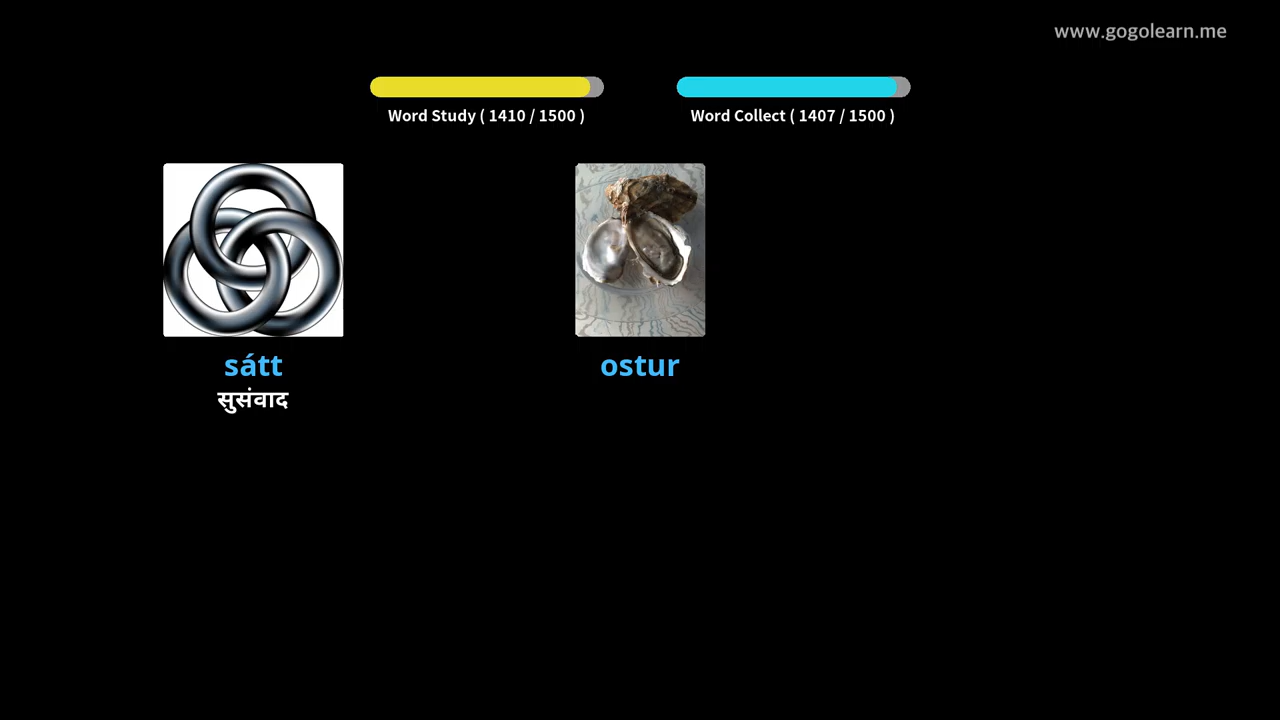 www.gogolearn.me
Word Study ( 1410 / 1500 )
Word Collect ( 1407 / 1500 )
sátt
सुसंवाद
ostur